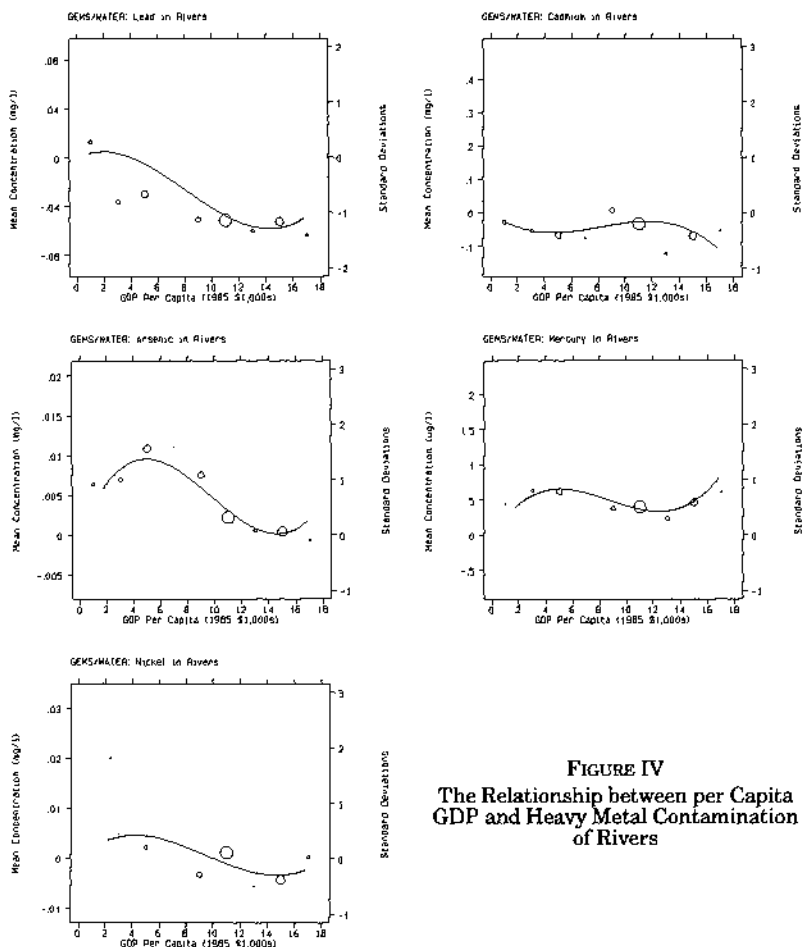 GEMS/WATER: Lead in Rivers
Mean Concentration (mg/l)
.08
.04
0
-.04
-.08
2
1
0
-1
-2
Standard Deviations
0 2 4 6 8 10 12 14 16 18
GDP Per Capita (1985 $1,000s)
GEMS/WATER: Cadmium in Rivers
Mean Concentration (mg/l)
.5
.4
.3
.2
.1
0
-.1
3
2
1
0
-1
Standard Deviations
0 2 4 6 8 10 12 14 16 18
GDP Per Capita (1985 $1,000s)
GEMS/WATER: Arsenic in Rivers
Mean Concentration (mg/l)
.02
.015
.01
.005
0
-.005
3
2
1
0
-1
Standard Deviations
0 2 4 6 8 10 12 14 16 18
GDP Per Capita (1985 $1,000s)
GEMS/WATER: Mercury in Rivers
Mean Concentration (ug/l)
2
1.5
1
.5
0
-.5
3
2
1
0
-1
Standard Deviations
0 2 4 6 8 10 12 14 16 18
GDP Per Capita (1985 $1,000s)
GEMS/WATER: Nickel in Rivers
Mean Concentration (mg/l)
.03
.02
.01
0
-.01
3
2
1
0
-1
Standard Deviations
0 2 4 6 8 10 12 14 16 18
GDP Per Capita (1985 $1,000s)
FIGURE IV
The Relationship between per Capita
GDP and Heavy Metal Contamination
of Rivers